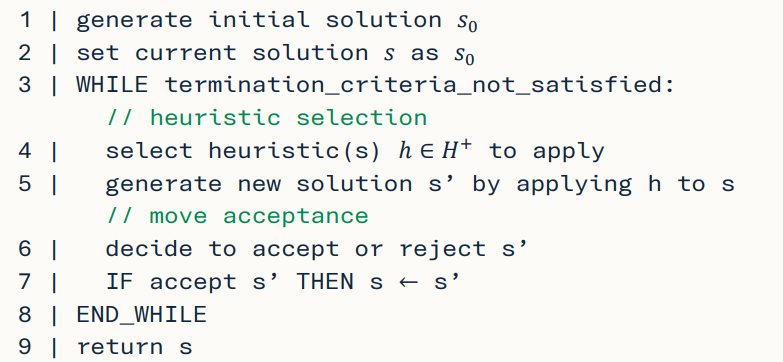 1 | generate initial solution s₀
2 | set current solution s as s₀
3 | WHILE termination_criteria_not_satisfied:
// heuristic selection
4 | select heuristic(s) h ∈ H⁺ to apply
5 | generate new solution s’ by applying h to s
// move acceptance
6 | decide to accept or reject s’
7 | IF accept s’ THEN s ← s’
8 | END_WHILE
9 | return s